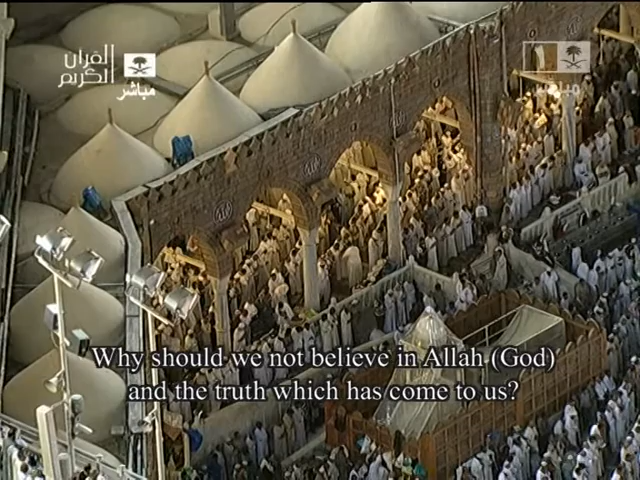 القرآن
الكريم
مباشر
مباشر
Why should we not believe in Allah (God)
and the truth which has come to us?